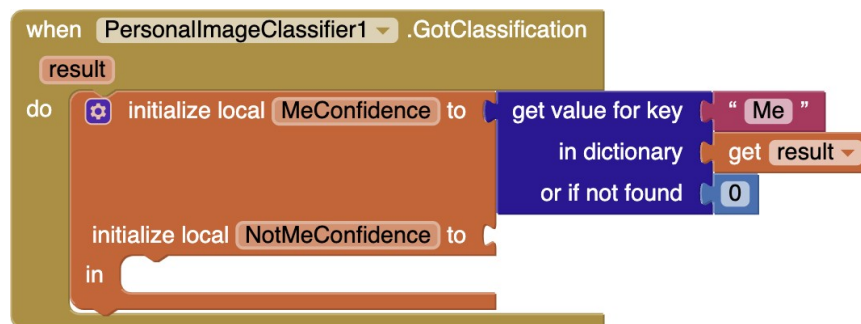 when PersonalImageClassifier1 .GotClassification
result
do initialize local MeConfidence to get value for key “ Me ”
in dictionary get result
or if not found 0
initialize local NotMeConfidence to
in